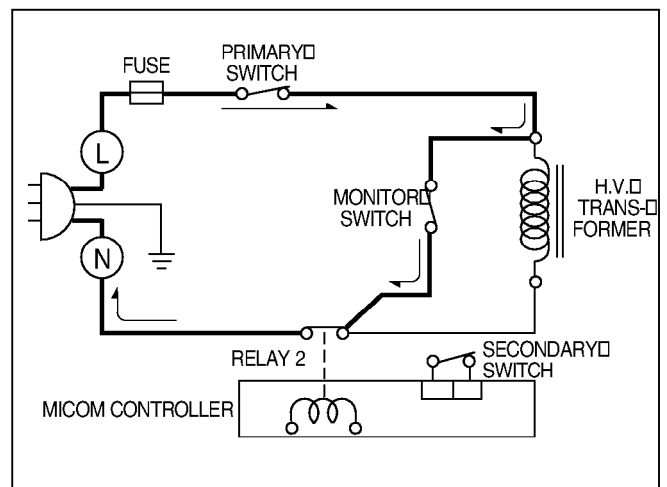 PRIMARY□
SWITCH
FUSE
L
MONITOR□
SWITCH
H.V.□
TRANS-□
FORMER
N
RELAY 2
SECONDARY□
SWITCH
MICOM CONTROLLER